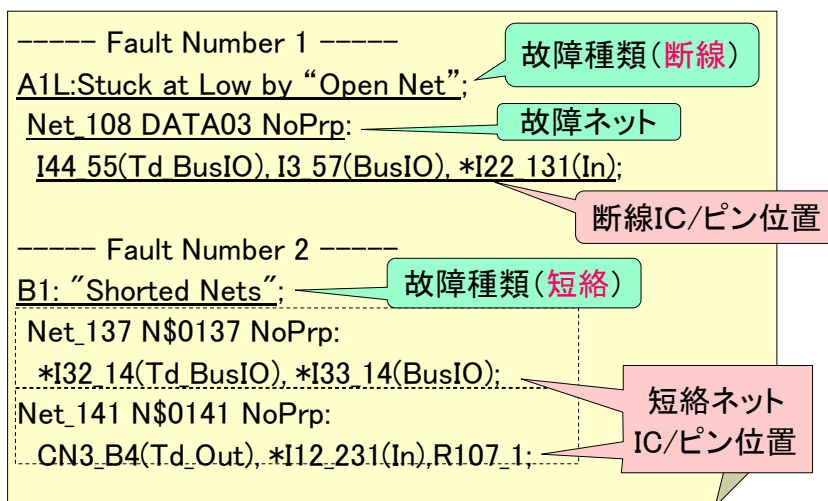 ----- Fault Number 1 -----
故障種類(断線)
A1L:Stuck at Low by “Open Net”;
Net_108 DATA03 NoPrp:
故障ネット
I44_55(Td_BusIO), I3_57(BusIO), *I22_131(In);
断線IC/ピン位置
----- Fault Number 2 -----
B1: "Shorted Nets";
故障種類(短絡)
Net_137 N$0137 NoPrp:
*I32_14(Td_BusIO), *I33_14(BusIO);
Net_141 N$0141 NoPrp:
CN3_B4(Td_Out), *I12_231(In),R107_1;
短絡ネット
IC/ピン位置